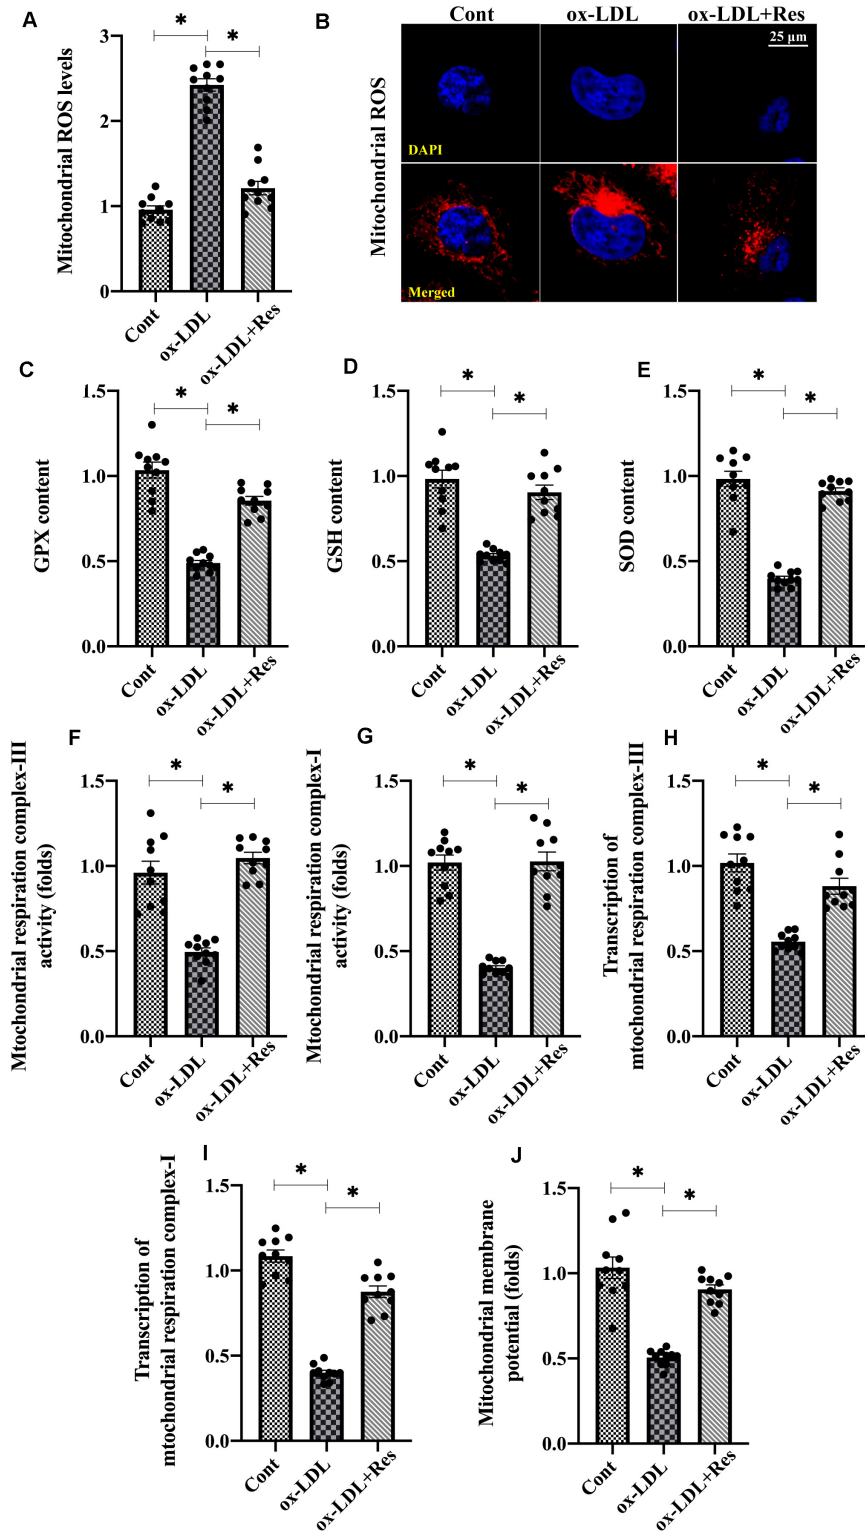 A
Mitochondrial ROS levels
3
2
1
0
*
*
Cont
ox-LDL
ox-LDL+Res
B
Cont
ox-LDL
ox-LDL+Res
25 μm
Mitochondrial ROS
DAPI
Merged
C
GPX content
1.5
1.0
0.5
0.0
*
*
Cont
ox-LDL
ox-LDL+Res
D
GSH content
1.5
1.0
0.5
0.0
*
*
Cont
ox-LDL
ox-LDL+Res
E
SOD content
1.5
1.0
0.5
0.0
*
*
Cont
ox-LDL
ox-LDL+Res
F
Mtochondrial respiration complex-III
activity (folds)
1.5
1.0
0.5
0.0
*
*
Cont
ox-LDL
ox-LDL+Res
G
Mtochondrial respiration complex-I
activity (folds)
1.5
1.0
0.5
0.0
*
*
Cont
ox-LDL
ox-LDL+Res
H
Transcription of
mtochondrial respiration complex-III
1.5
1.0
0.5
0.0
*
*
Cont
ox-LDL
ox-LDL+Res
I
Transcription of
mtochondrial respiration complex-I
1.5
1.0
0.5
0.0
*
*
Cont
ox-LDL
ox-LDL+Res
J
Mitochondrial membrane
potential (folds)
1.5
1.0
0.5
0.0
*
*
Cont
ox-LDL
ox-LDL+Res